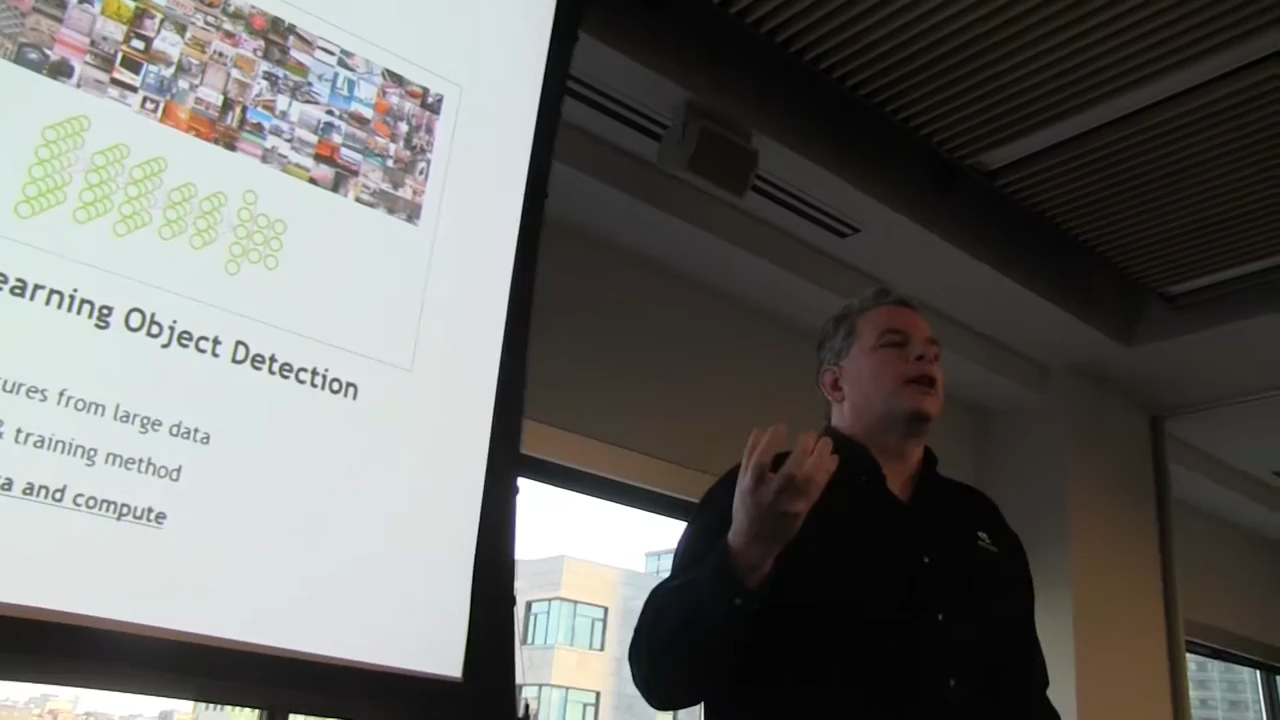 earning Object Detection
ures from large data
& training method
a and compute